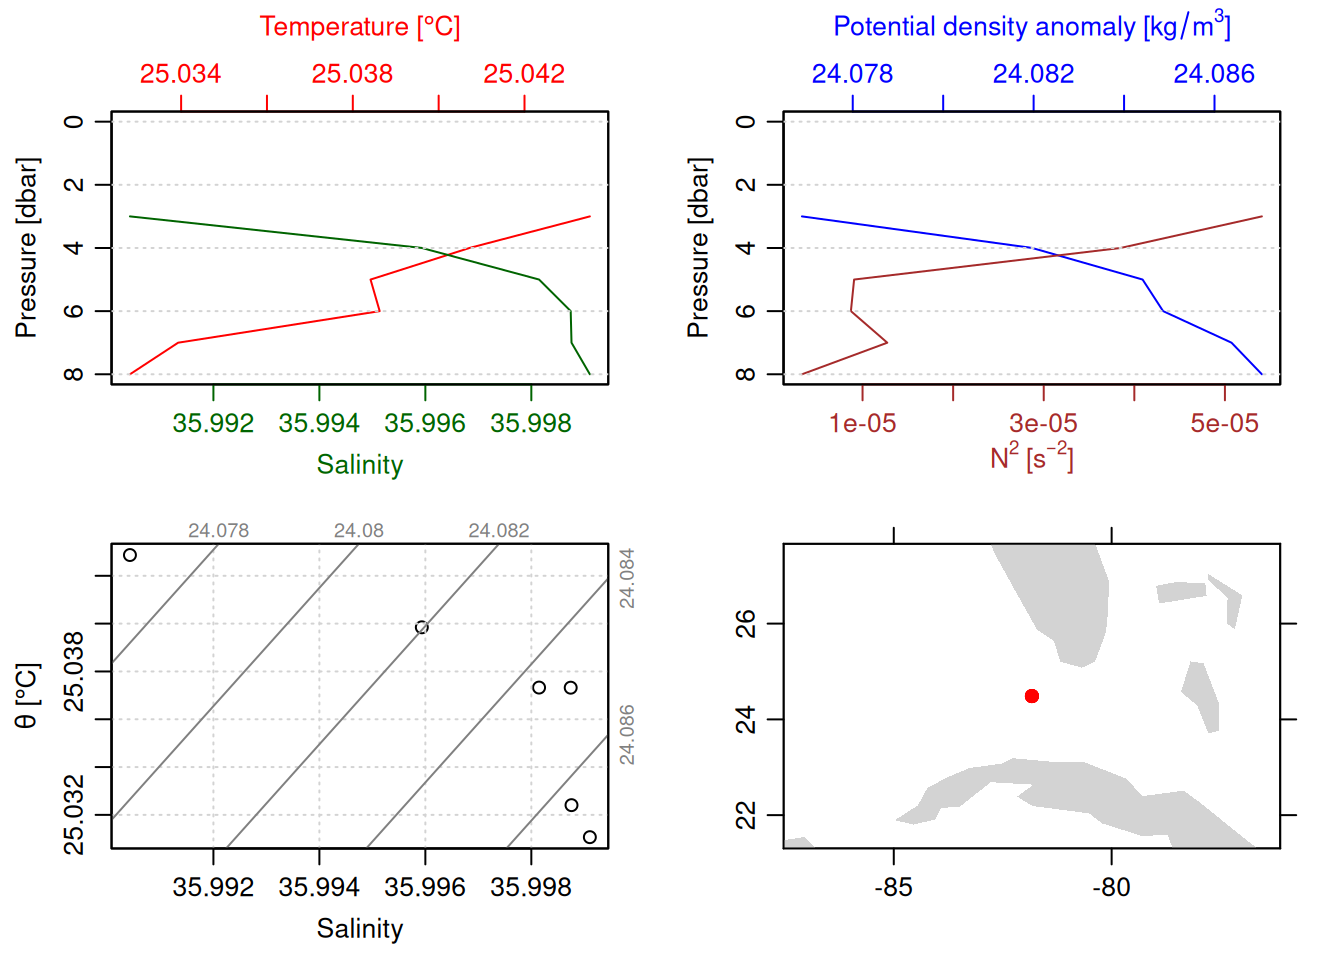 Temperature [°C]
25.034 25.038 25.042
0
2
4
6
8
Pressure [dbar]
35.992 35.994 35.996 35.998
Salinity
Potential density anomaly [kg/m³]
24.078 24.082 24.086
0
2
4
6
8
Pressure [dbar]
1e-05 3e-05 5e-05
N² [s⁻²]
24.078 24.08 24.082
24.084
24.086
25.038
25.032
θ [°C]
35.992 35.994 35.996 35.998
Salinity
26
24
22
-85 -80